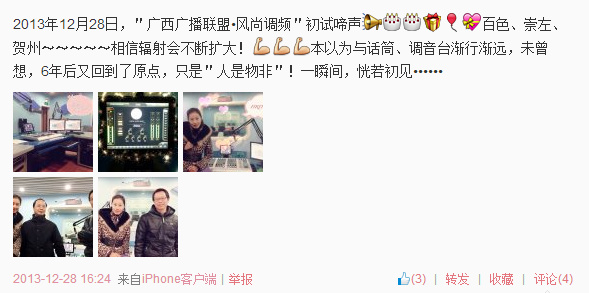 2013年12月28日，＂广西广播联盟•风尚调频＂初试啼声百色、崇左、
贺州～～～～～相信辐射会不断扩大！本以为与话筒、调音台渐行渐远，未曾
想，6年后又回到了原点，只是＂人是物非＂！一瞬间，恍若初见••••••
2013-12-28 16:24 来自iPhone客户端 | 举报 (3) | 转发 | 收藏 | 评论(4)